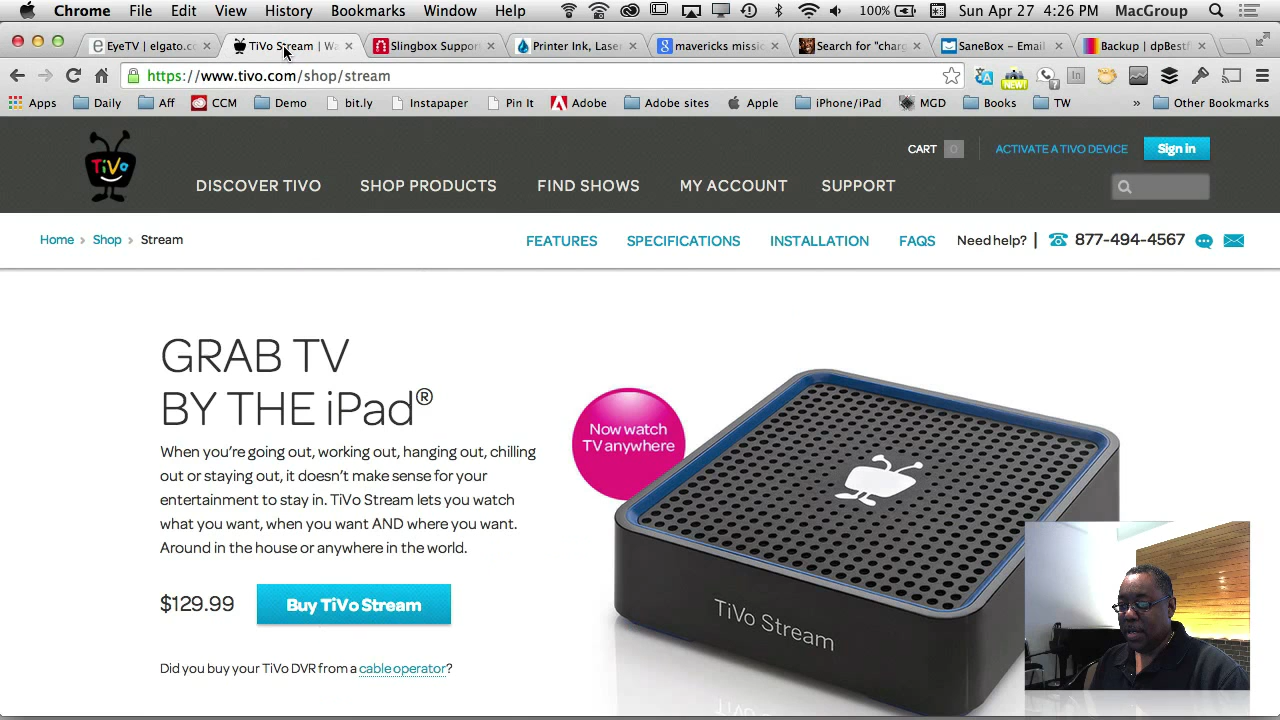 Chrome File Edit View History Bookmarks Window Help 100% Sun Apr 27 4:26 PM MacGroup
EyeTV | elgato.c TiVo Stream | Wa Slingbox Suppor Printer Ink, Lase mavericks missi Search for "char SaneBox – Email Backup | dpBestf
https://www.tivo.com/shop/stream
NEW!
?
In
Apps Daily Aff CCM Demo bit.ly Instapaper Pin It Adobe Adobe sites Apple iPhone/iPad MGD Books TW » Other Bookmarks
TiVo
CART 0 ACTIVATE A TIVO DEVICE Sign in
DISCOVER TIVO SHOP PRODUCTS FIND SHOWS MY ACCOUNT SUPPORT
Home › Shop › Stream FEATURES SPECIFICATIONS INSTALLATION FAQS Need help? | 877-494-4567
GRAB TV
BY THE iPad®
Now watch
TV anywhere
When you're going out, working out, hanging out, chilling
out or staying out, it doesn't make sense for your
entertainment to stay in. TiVo Stream lets you watch
what you want, when you want AND where you want.
Around in the house or anywhere in the world.
$129.99 Buy TiVo Stream
TiVo Stream
Did you buy your TiVo DVR from a cable operator?